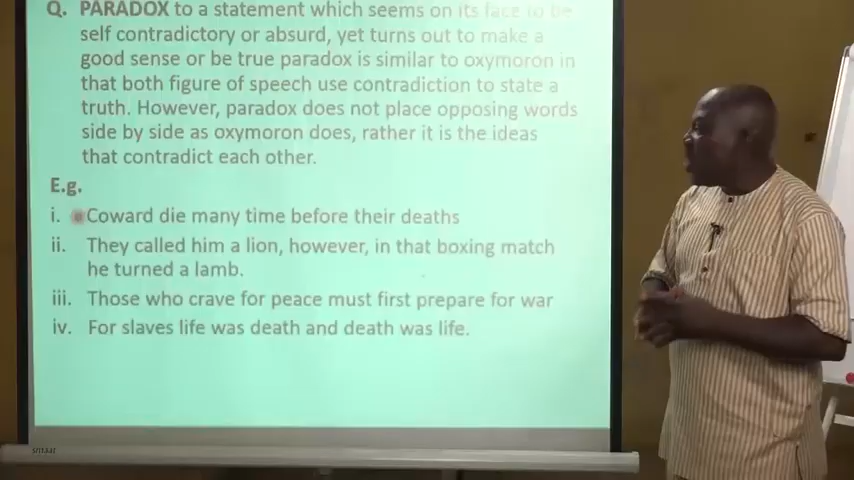 Q. PARADOX to a statement which seems on its face to be
self contradictory or absurd, yet turns out to make a
good sense or be true paradox is similar to oxymoron in
that both figure of speech use contradiction to state a
truth. However, paradox does not place opposing words
side by side as oxymoron does, rather it is the ideas
that contradict each other.
E.g.
i. Coward die many time before their deaths
ii. They called him a lion, however, in that boxing match
he turned a lamb.
iii. Those who crave for peace must first prepare for war
iv. For slaves life was death and death was life.